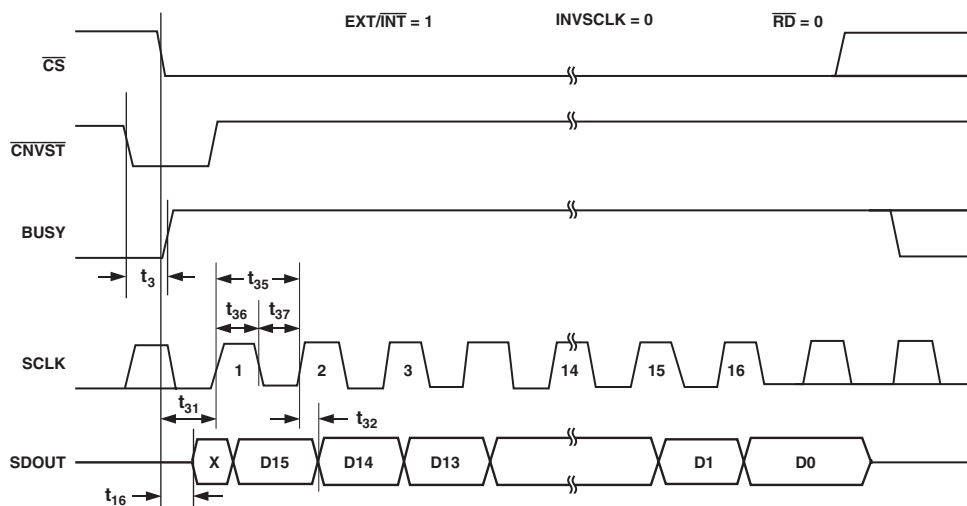 EXT/INT = 1 INVSCLK = 0 RD = 0
CS
CNVST
BUSY
t3
t35
t36 t37
SCLK 1 2 3 14 15 16
t31
t32
SDOUT X D15 D14 D13 D1 D0
t16